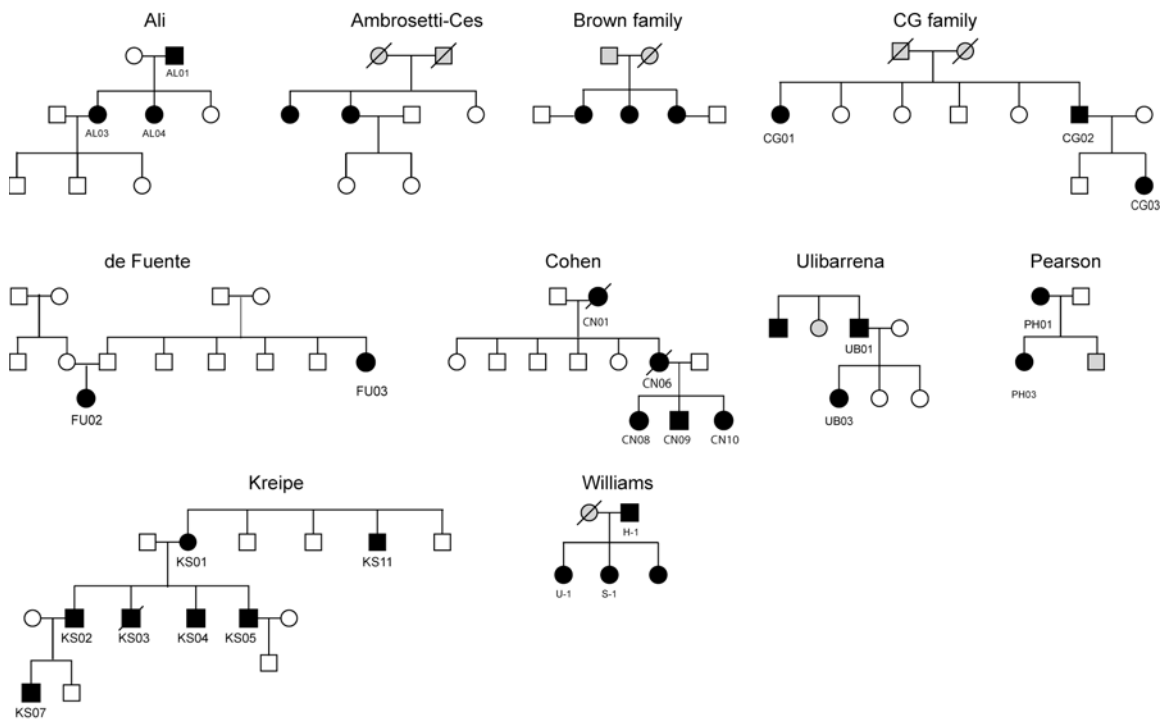 Ali
Ambrosetti-Ces
Brown family
CG family
AL01
AL03
AL04
CG01
CG02
CG03
de Fuente
Cohen
Ulibarrena
Pearson
CN01
PH01
UB01
FU03
CN06
PH03
FU02
UB03
CN08
CN09
CN10
Kreipe
Williams
H-1
KS01
KS11
U-1
S-1
KS02
KS03
KS04
KS05
KS07